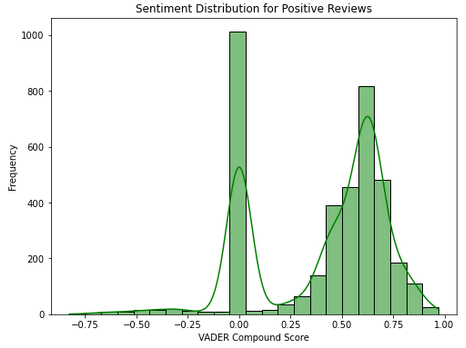 Sentiment Distribution for Positive Reviews
1000
800
600
400
200
0
Frequency
−0.75 −0.50 −0.25 0.00 0.25 0.50 0.75 1.00
VADER Compound Score